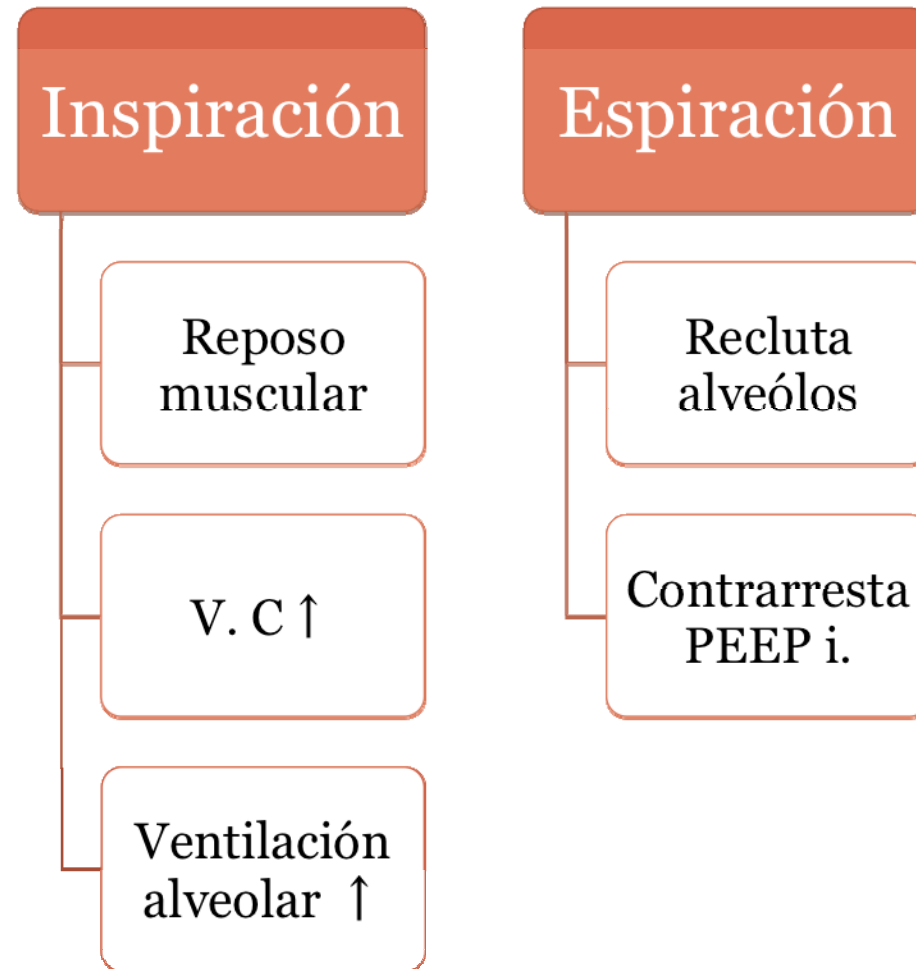 Inspiración
Reposo
muscular
V. C ↑
Ventilación
alveolar ↑
Espiración
Recluta
alveólos
Contrarresta
PEEP i.